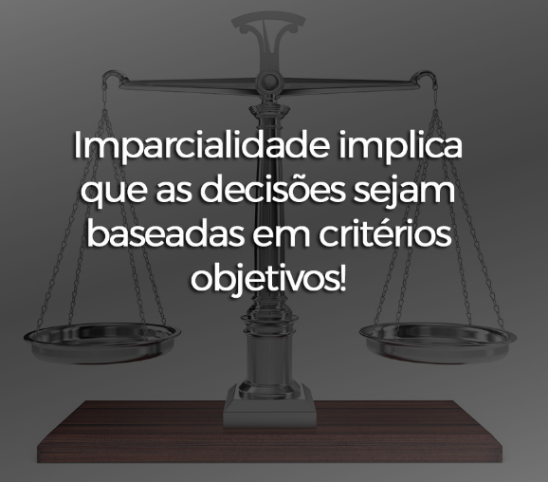 Imparcialidade implica
que as decisões sejam
baseadas em critérios
objetivos!